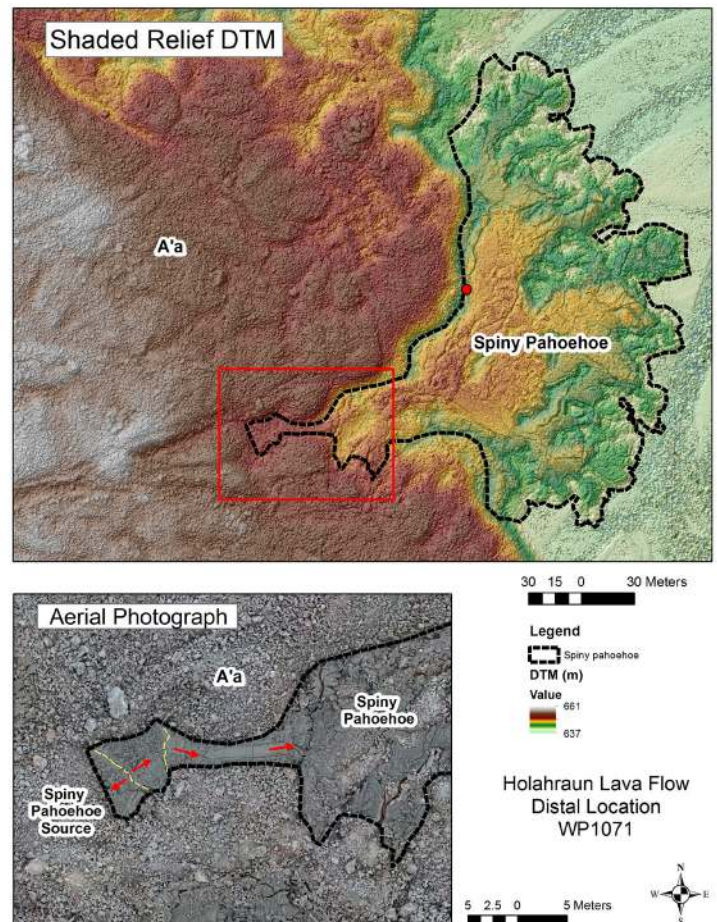 Shaded Relief DTM
A'a
Spiny Pahoehoe
30 15 0 30 Meters
Legend
Spiny pahoehoe
DTM (m)
Value
661
637
Aerial Photograph
A'a
Spiny
Pahoehoe
Spiny
Pahoehoe
Source
Holahraun Lava Flow
Distal Location
WP1071
N
W E
S
5 2.5 0 5 Meters